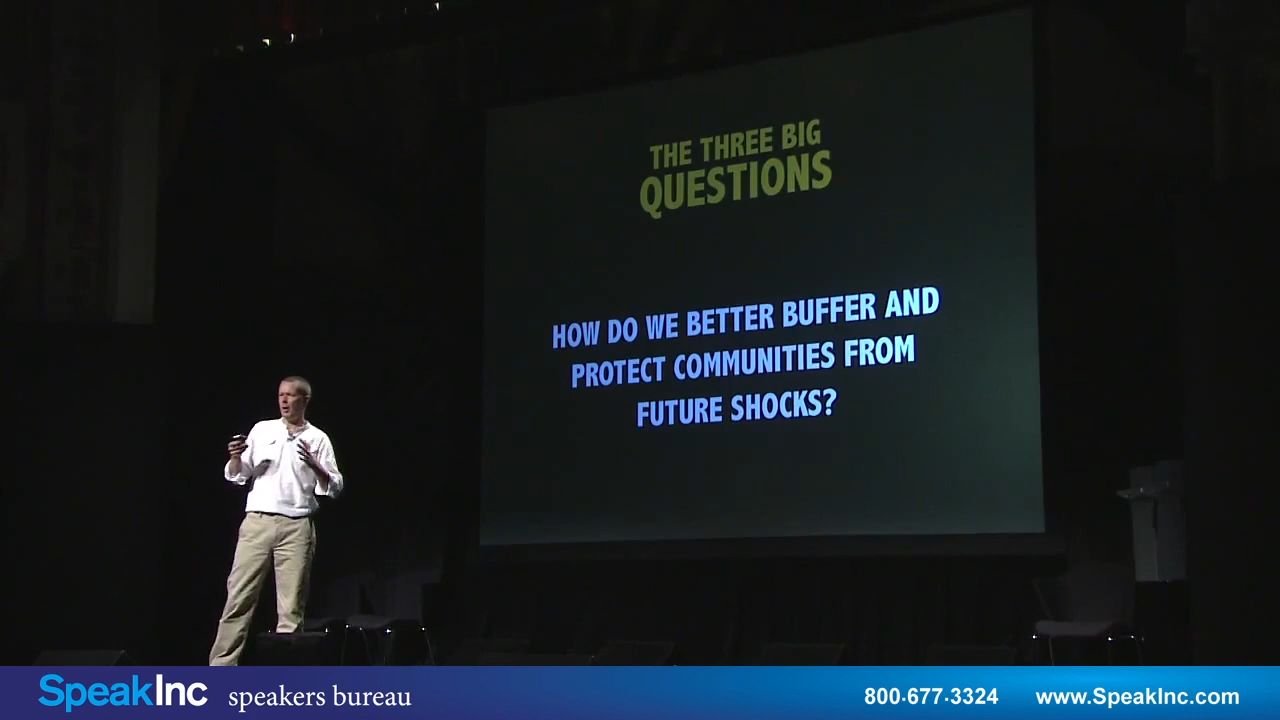 THE THREE BIG
QUESTIONS
HOW DO WE BETTER BUFFER AND
PROTECT COMMUNITIES FROM
FUTURE SHOCKS?
SpeakInc speakers bureau 800-677-3324 www.SpeakInc.com